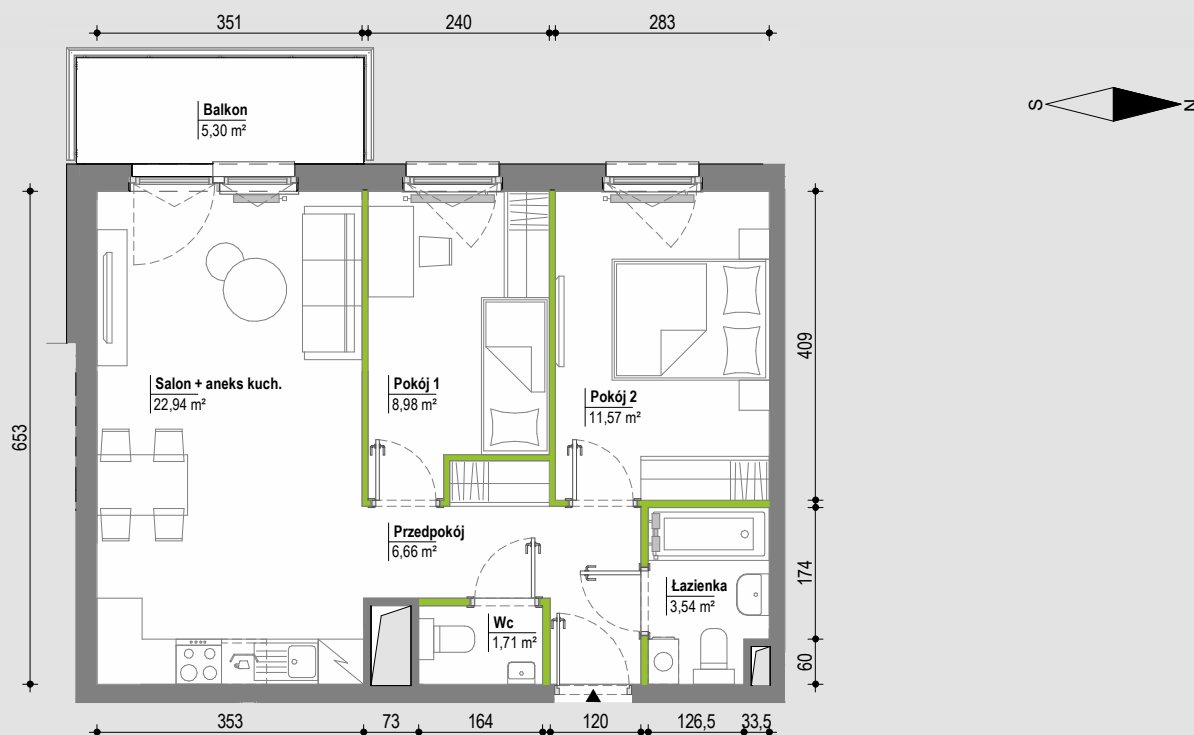 351 240 283
S N
Balkon
5,30 m²
653
409
Salon + aneks kuch.
22,94 m²
Pokój 1
8,98 m²
Pokój 2
11,57 m²
Przedpokój
6,66 m²
174
Łazienka
3,54 m²
Wc
1,71 m²
60
353 73 164 120 126,5 33,5